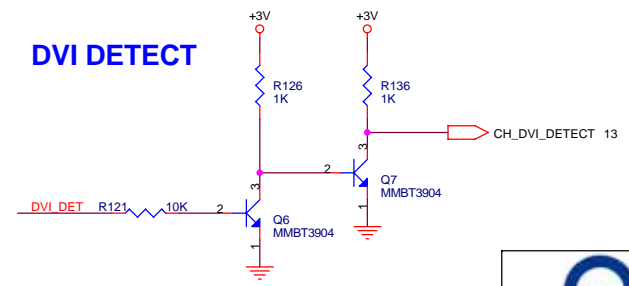 +3V
+3V
DVI DETECT
R126
1K
R136
1K
3
CH_DVI_DETECT 13
2
Q7
MMBT3904
1
3
DVI_DET R121 10K 2
Q6
MMBT3904
1